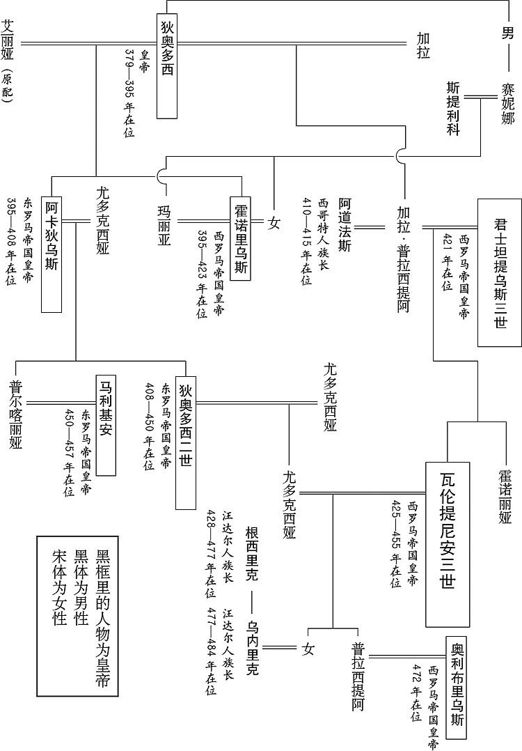 艾丽娅（原配）
狄奥多西
皇帝
379—395年在位
加拉
男
斯提利科
赛妮娜
阿卡狄乌斯
东罗马帝国皇帝
395—408年在位
尤多克西娅
玛丽亚
霍诺里乌斯
西罗马帝国皇帝
395—423年在位
女
阿道法斯
西哥特人族长
410—415年在位
加拉·普拉西提阿
君士坦提乌斯三世
西罗马帝国皇帝
421年在位
普尔喀丽娅
马利基安
东罗马帝国皇帝
450—457年在位
狄奥多西二世
东罗马帝国皇帝
408—450年在位
尤多克西娅
尤多克西娅
瓦伦提尼安三世
西罗马帝国皇帝
425—455年在位
霍诺丽娅
根西里克
汪达尔人族长
428—477年在位
乌内里克
汪达尔人族长
477—484年在位
女
普拉西提阿
奥利布里乌斯
西罗马帝国皇帝
472年在位
黑框里的人物为皇帝
黑体为男性
宋体为女性